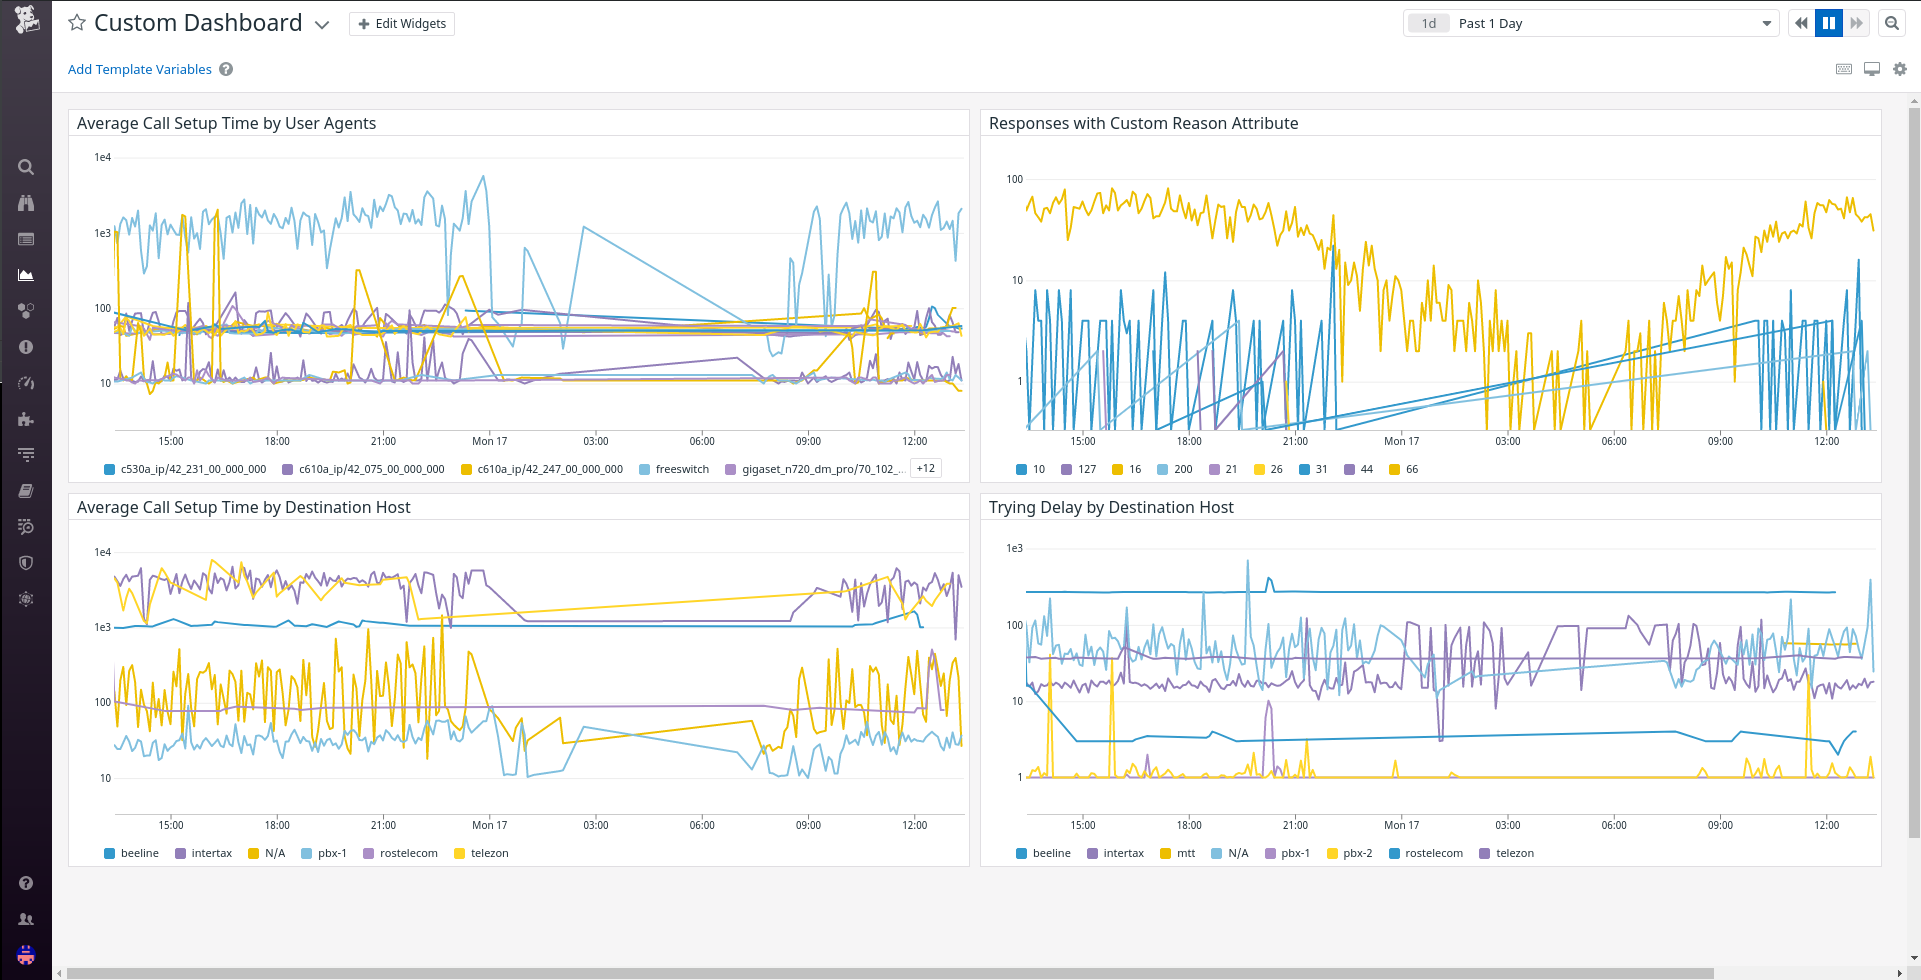 Custom Dashboard
Edit Widgets
1d Past 1 Day
Add Template Variables
Average Call Setup Time by User Agents
1e4
1e3
100
10
15:00 18:00 21:00 Mon 17 03:00 06:00 09:00 12:00
c530a_ip/42_231_00_000_000 c610a_ip/42_075_00_000_000 c610a_ip/42_247_00_000_000 freeswitch gigaset_n720_dm_pro/70_102_... +12
Responses with Custom Reason Attribute
100
10
1
15:00 18:00 21:00 Mon 17 03:00 06:00 09:00 12:00
10 127 16 200 21 26 31 44 66
Average Call Setup Time by Destination Host
1e4
1e3
100
10
15:00 18:00 21:00 Mon 17 03:00 06:00 09:00 12:00
beeline intertax N/A pbx-1 rostelecom telezon
Trying Delay by Destination Host
1e3
100
10
1
15:00 18:00 21:00 Mon 17 03:00 06:00 09:00 12:00
beeline intertax mtt N/A pbx-1 pbx-2 rostelecom telezon